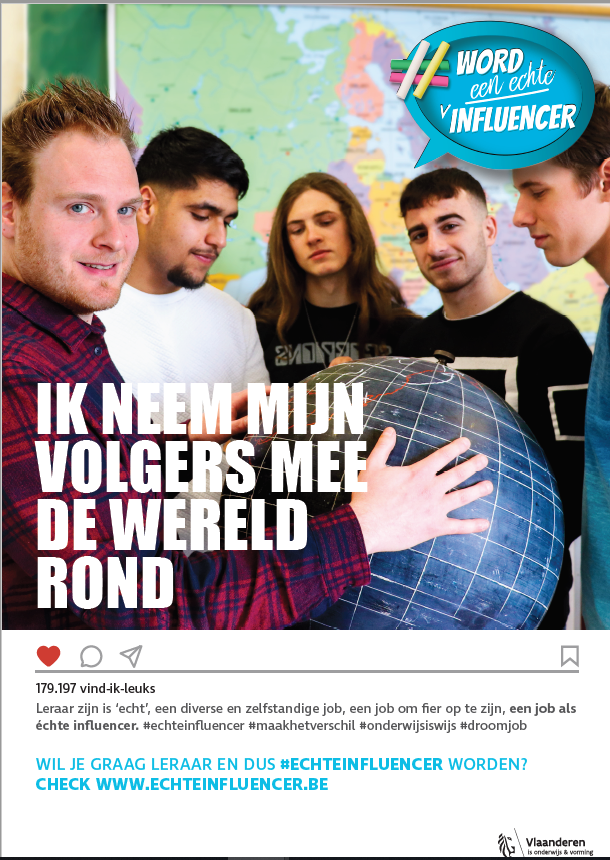 # WORD
een echte
INFLUENCER
IK NEEM MIJN
VOLGERS MEE
DE WERELD
ROND
179.197 vind-ik-leuks
Leraar zijn is ‘echt’, een diverse en zelfstandige job, een job om fier op te zijn, een job als
échte influencer. #echteinfluencer #maakhetverschil #onderwijsiswijs #droomjob
WIL JE GRAAG LERAAR EN DUS #ECHTEINFLUENCER WORDEN?
CHECK WWW.ECHTEINFLUENCER.BE
Vlaanderen
is onderwijs & vorming